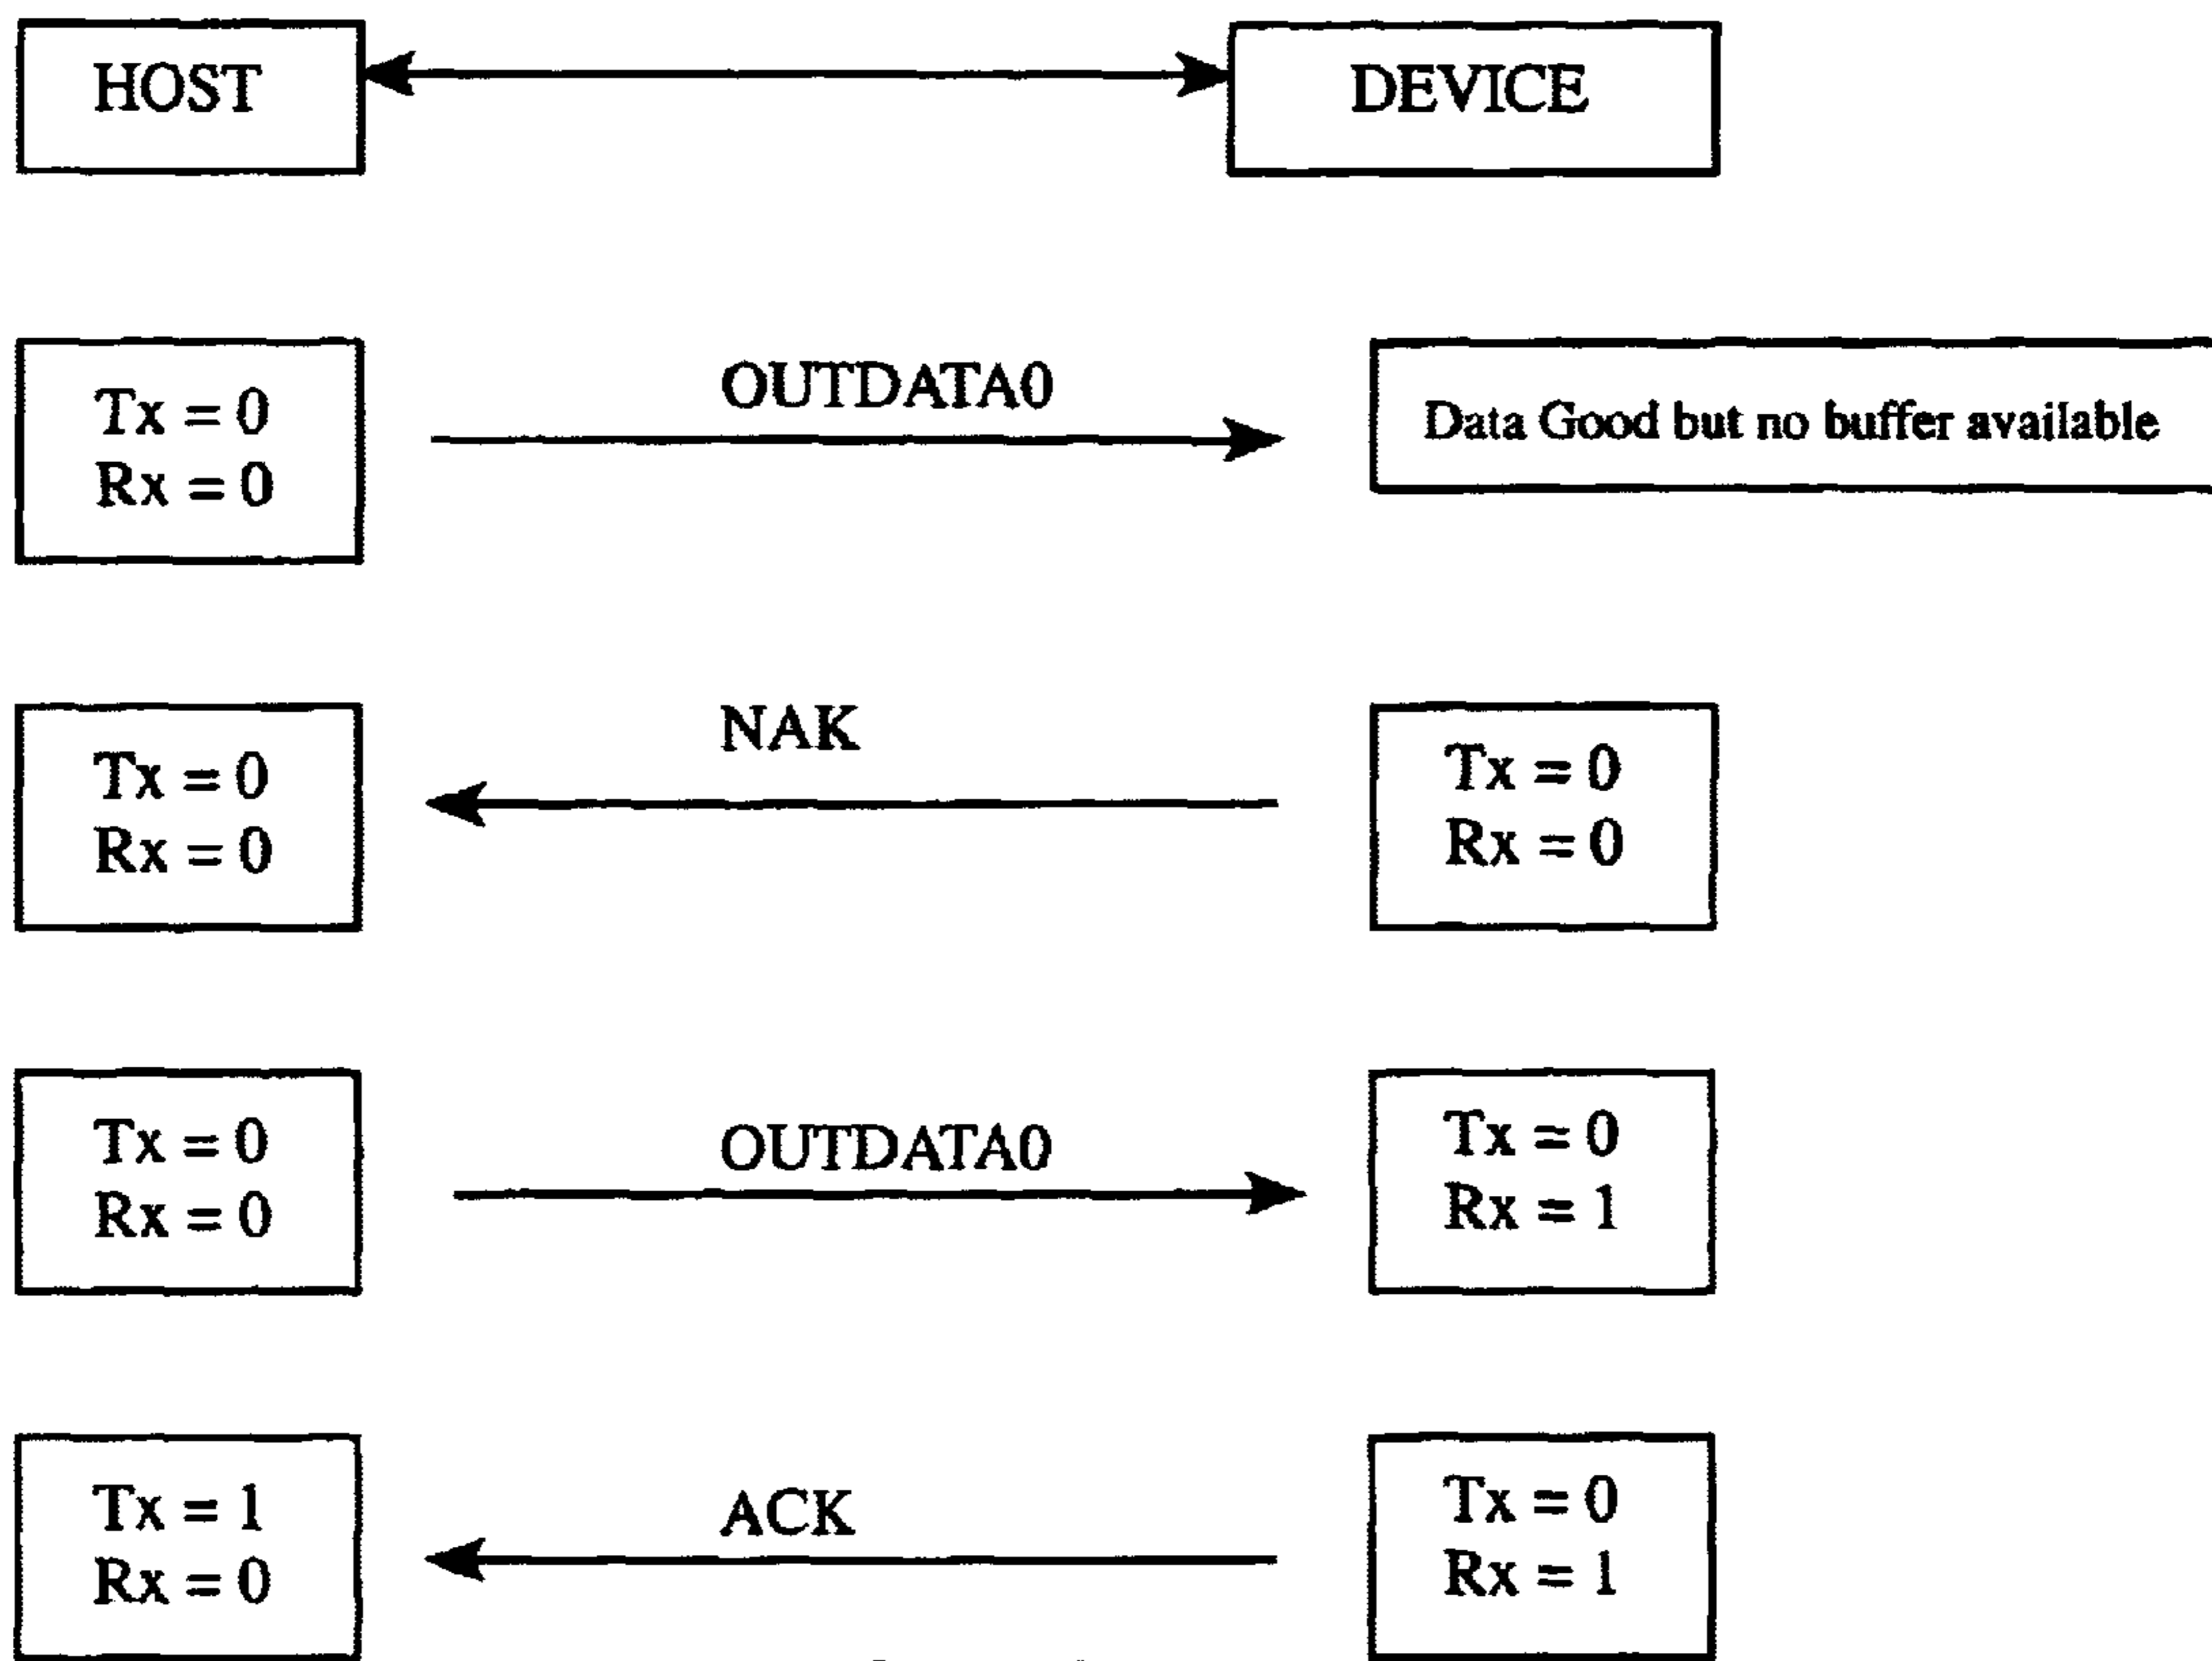 HOST
DEVICE
Tx = 0
Rx = 0
OUTDATA0
Data Good but no buffer available
Tx = 0
Rx = 0
NAK
Tx = 0
Rx = 0
Tx = 0
Rx = 0
OUTDATA0
Tx = 0
Rx = 1
Tx = 1
Rx = 0
ACK
Tx = 0
Rx = 1